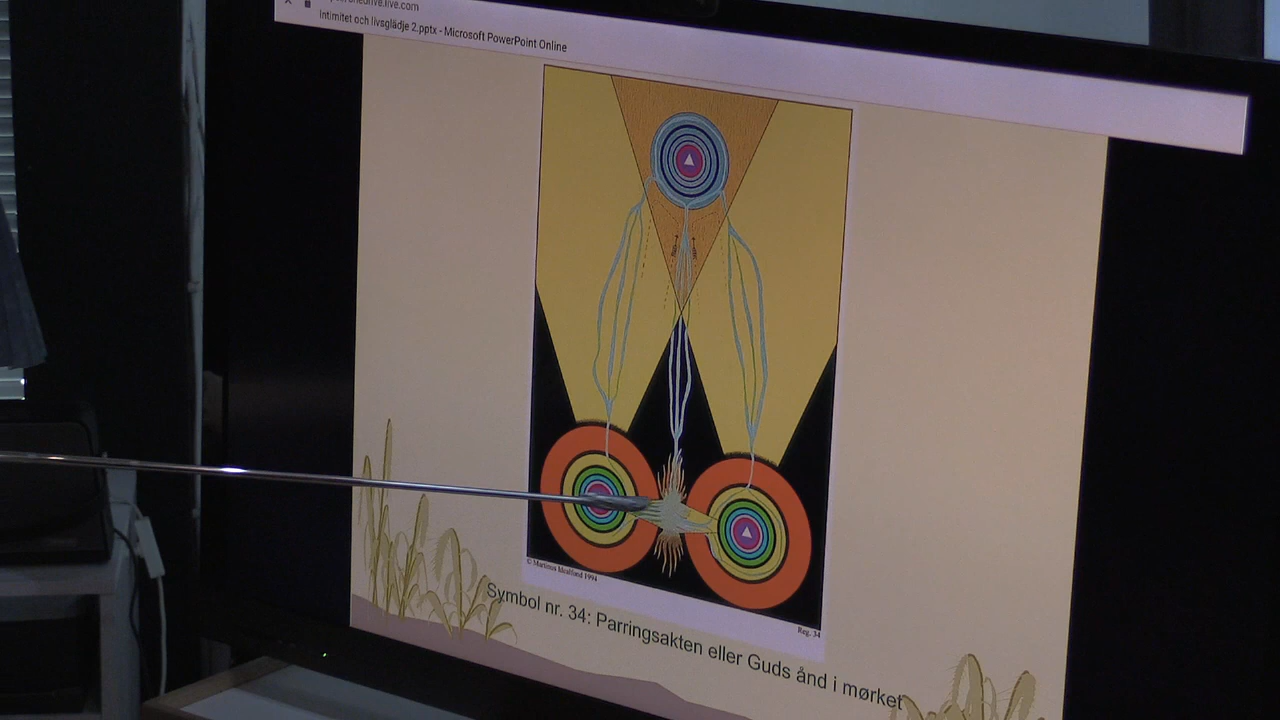 Intimitet och livsglädje 2.pptx - Microsoft PowerPoint Online
© Martinus Idealfond 1994
Reg. 34
Symbol nr. 34: Parringsakten eller Guds ånd i mørket